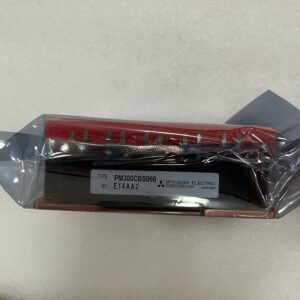 TYPE PM300CBS060
NO. E14AA2
MITSUBISHI ELECTRIC
CORPORATION JAPAN